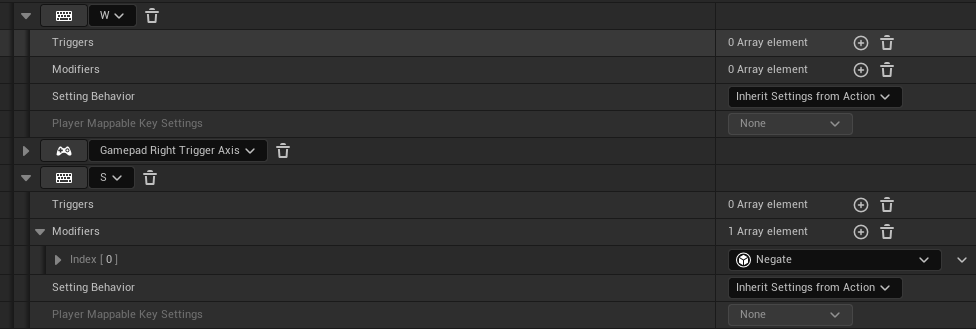 W
Triggers 0 Array element
Modifiers 0 Array element
Setting Behavior Inherit Settings from Action
Player Mappable Key Settings None
Gamepad Right Trigger Axis
S
Triggers 0 Array element
Modifiers 1 Array element
Index [ 0 ] Negate
Setting Behavior Inherit Settings from Action
Player Mappable Key Settings None